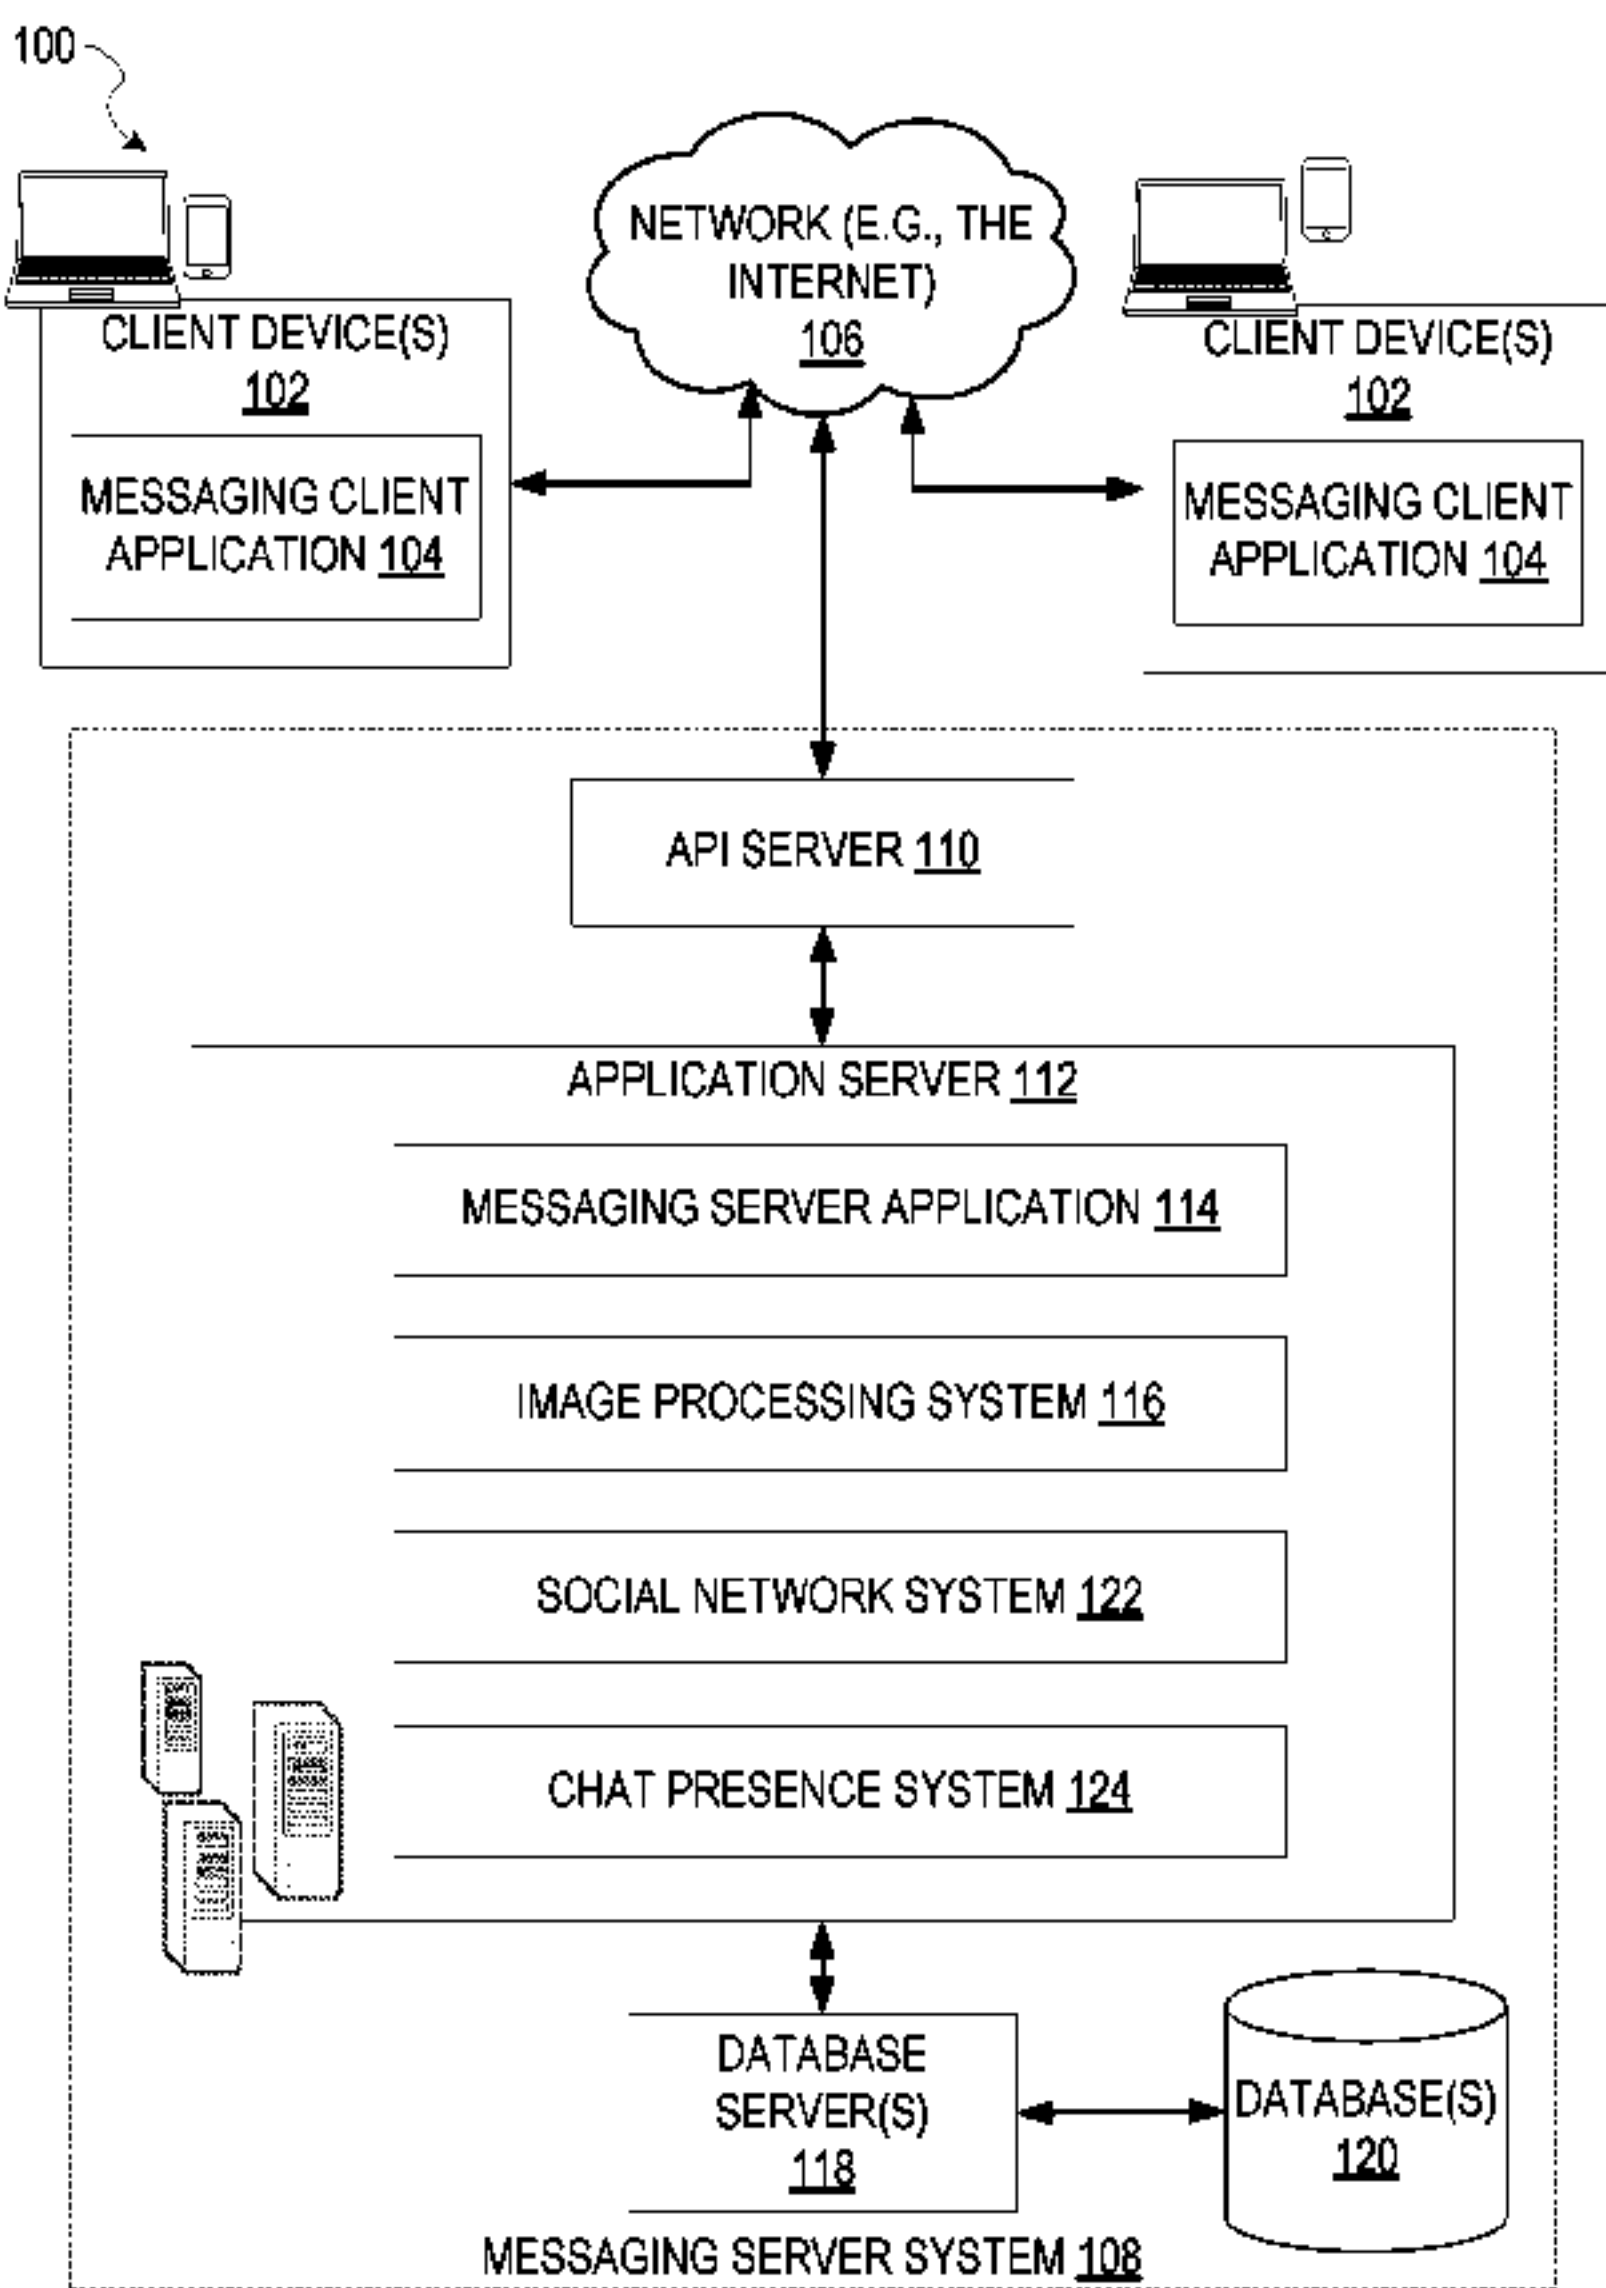 100
NETWORK (E.G., THE
INTERNET)
106
CLIENT DEVICE(S)
102
MESSAGING CLIENT
APPLICATION 104
CLIENT DEVICE(S)
102
MESSAGING CLIENT
APPLICATION 104
API SERVER 110
APPLICATION SERVER 112
MESSAGING SERVER APPLICATION 114
IMAGE PROCESSING SYSTEM 116
SOCIAL NETWORK SYSTEM 122
CHAT PRESENCE SYSTEM 124
DATABASE
SERVER(S)
118
DATABASE(S)
120
MESSAGING SERVER SYSTEM 108